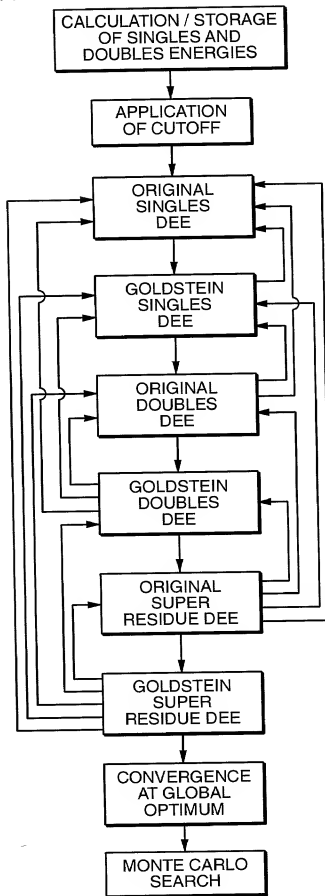 CALCULATION / STORAGE
OF SINGLES AND
DOUBLES ENERGIES
APPLICATION
OF CUTOFF
ORIGINAL
SINGLES
DEE
GOLDSTEIN
SINGLES
DEE
ORIGINAL
DOUBLES
DEE
GOLDSTEIN
DOUBLES
DEE
ORIGINAL
SUPER
RESIDUE DEE
GOLDSTEIN
SUPER
RESIDUE DEE
CONVERGENCE
AT GLOBAL
OPTIMUM
MONTE CARLO
SEARCH